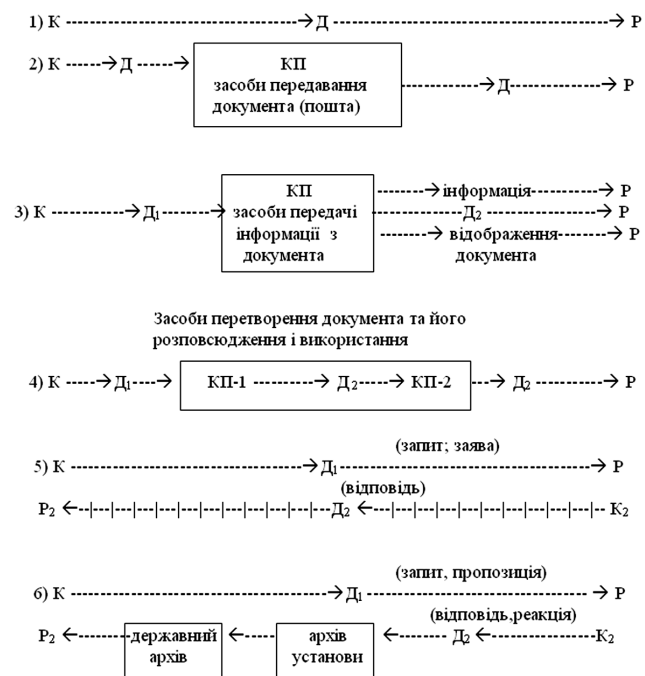 1) К Д Р
2) К Д КП
засоби передавання
документа (пошта) Д Р
КП інформація Р
3) К Д₁ засоби передачі Д₂ Р
інформації з відображення Р
документа документа
Засоби перетворення документа та його
розповсюдження і використання
4) К Д₁ КП-1 Д₂ КП-2 Д₂ Р
(запит; заява)
5) К Д₁ Р
(відповідь)
Р₂ Д₂ К₂
(запит, пропозиція)
6) К Д₁ Р
(відповідь,реакція)
Р₂ державний архів Д₂ К₂
архів установи